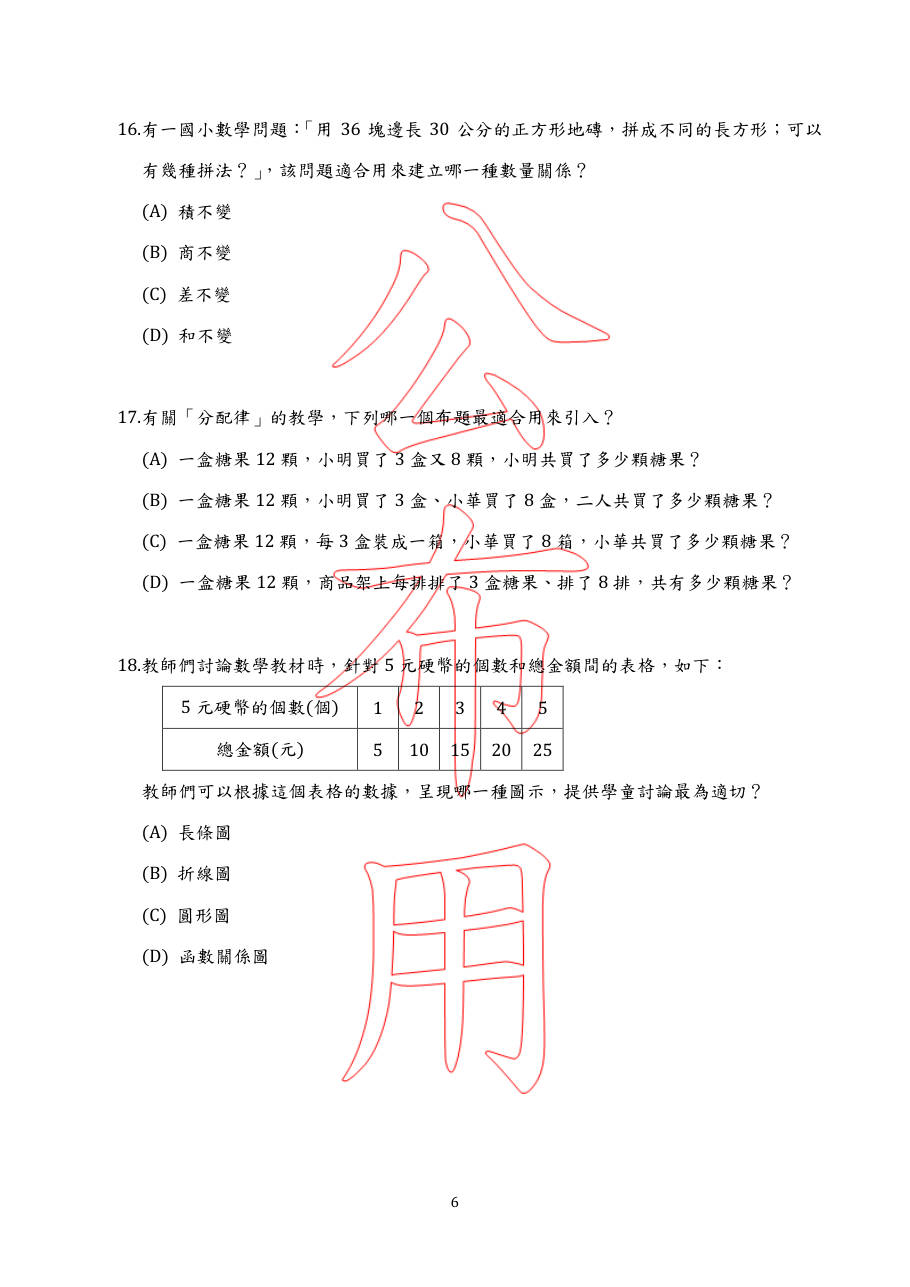 16.有一國小數學問題：「用 36 塊邊長 30 公分的正方形地磚，拼成不同的長方形；可以
有幾種拼法？」，該問題適合用來建立哪一種數量關係？
(A) 積不變
(B) 商不變
(C) 差不變
(D) 和不變
17.有關「分配律」的教學，下列哪一個布題最適合用來引入？
(A) 一盒糖果 12 顆，小明買了 3 盒又 8 顆，小明共買了多少顆糖果？
(B) 一盒糖果 12 顆，小明買了 3 盒、小華買了 8 盒，二人共買了多少顆糖果？
(C) 一盒糖果 12 顆，每 3 盒裝成一箱，小華買了 8 箱，小華共買了多少顆糖果？
(D) 一盒糖果 12 顆，商品架上每排排了 3 盒糖果、排了 8 排，共有多少顆糖果？
18.教師們討論數學教材時，針對 5 元硬幣的個數和總金額間的表格，如下：
5 元硬幣的個數(個) 1 2 3 4 5
總金額(元) 5 10 15 20 25
教師們可以根據這個表格的數據，呈現哪一種圖示，提供學童討論最為適切？
(A) 長條圖
(B) 折線圖
(C) 圓形圖
(D) 函數關係圖
公布用
6